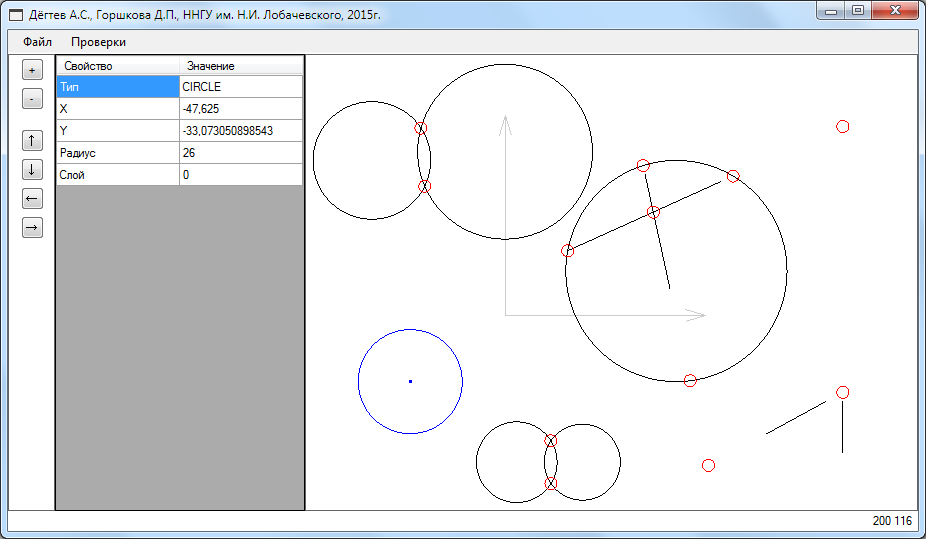 Дёгтев А.С., Горшкова Д.П., ННГУ им. Н.И. Лобачевского, 2015г.
Файл Проверки
+
-
↑
↓
←
→
Свойство Значение
Тип CIRCLE
X -47,625
Y -33,073050898543
Радиус 26
Слой 0
200 116